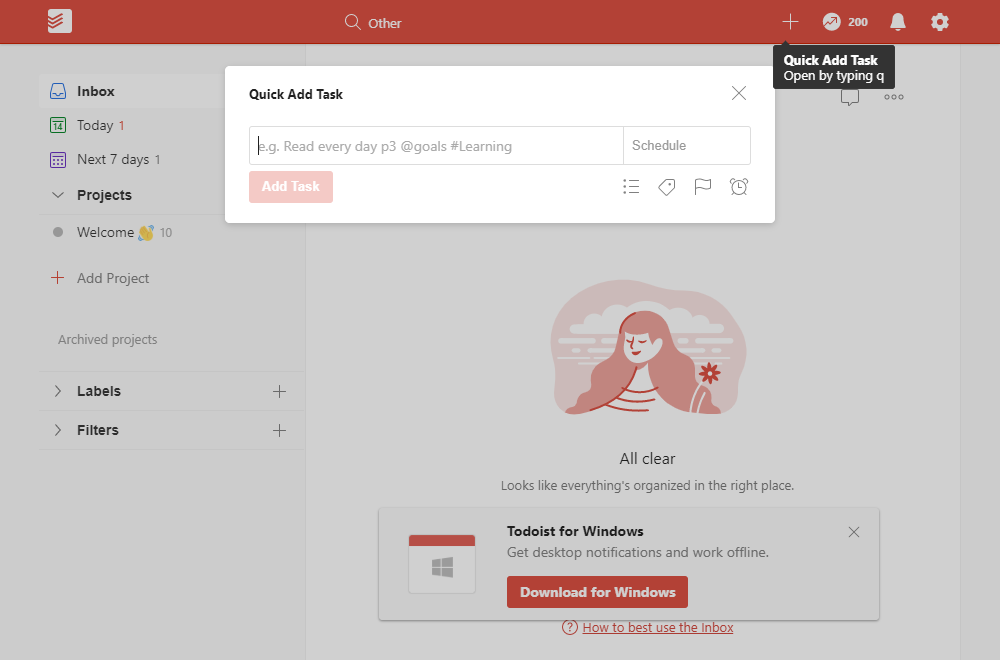 Other
200
Quick Add Task
Open by typing q
Inbox
14
Today 1
Next 7 days 1
Projects
Welcome 👋 10
Add Project
Archived projects
Labels
Filters
Quick Add Task
e.g. Read every day p3 @goals #Learning
Schedule
Add Task
All clear
Looks like everything's organized in the right place.
Todoist for Windows
Get desktop notifications and work offline.
Download for Windows
? How to best use the Inbox